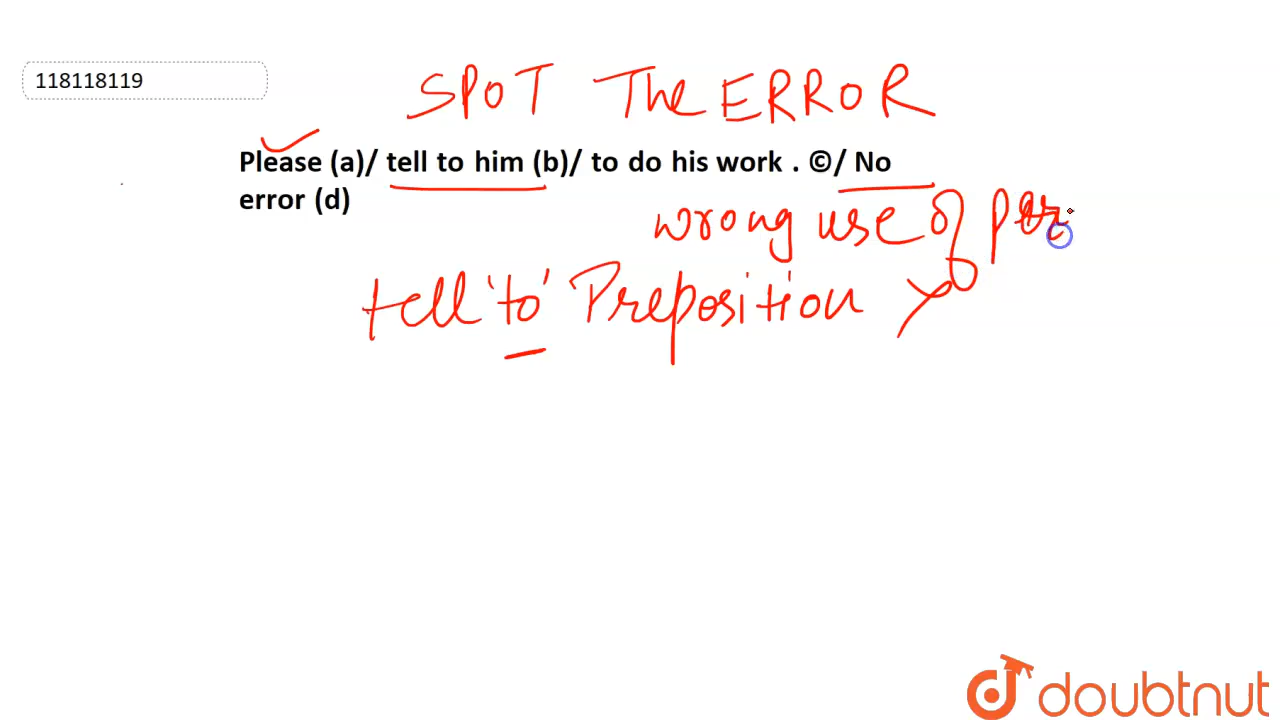 118118119
SPOT The ERROR
Please (a)/ tell to him (b)/ to do his work . ©/ No
error (d)
wrong use of
tell 'to' Preposition
doubtnut